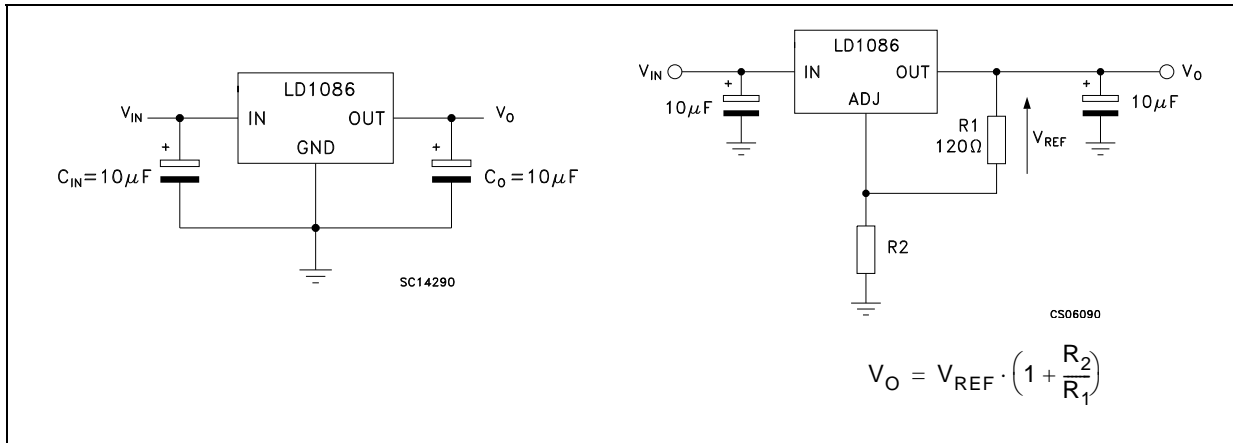 LD1086
V_IN IN OUT V_O
GND
+ +
C_IN=10μF C_O=10μF
SC14290
LD1086
V_IN IN OUT V_O
ADJ
+ +
10μF 10μF
R1
120Ω
V_REF
R2
CS06090
V_O = V_REF · (1 + R_2/R_1)